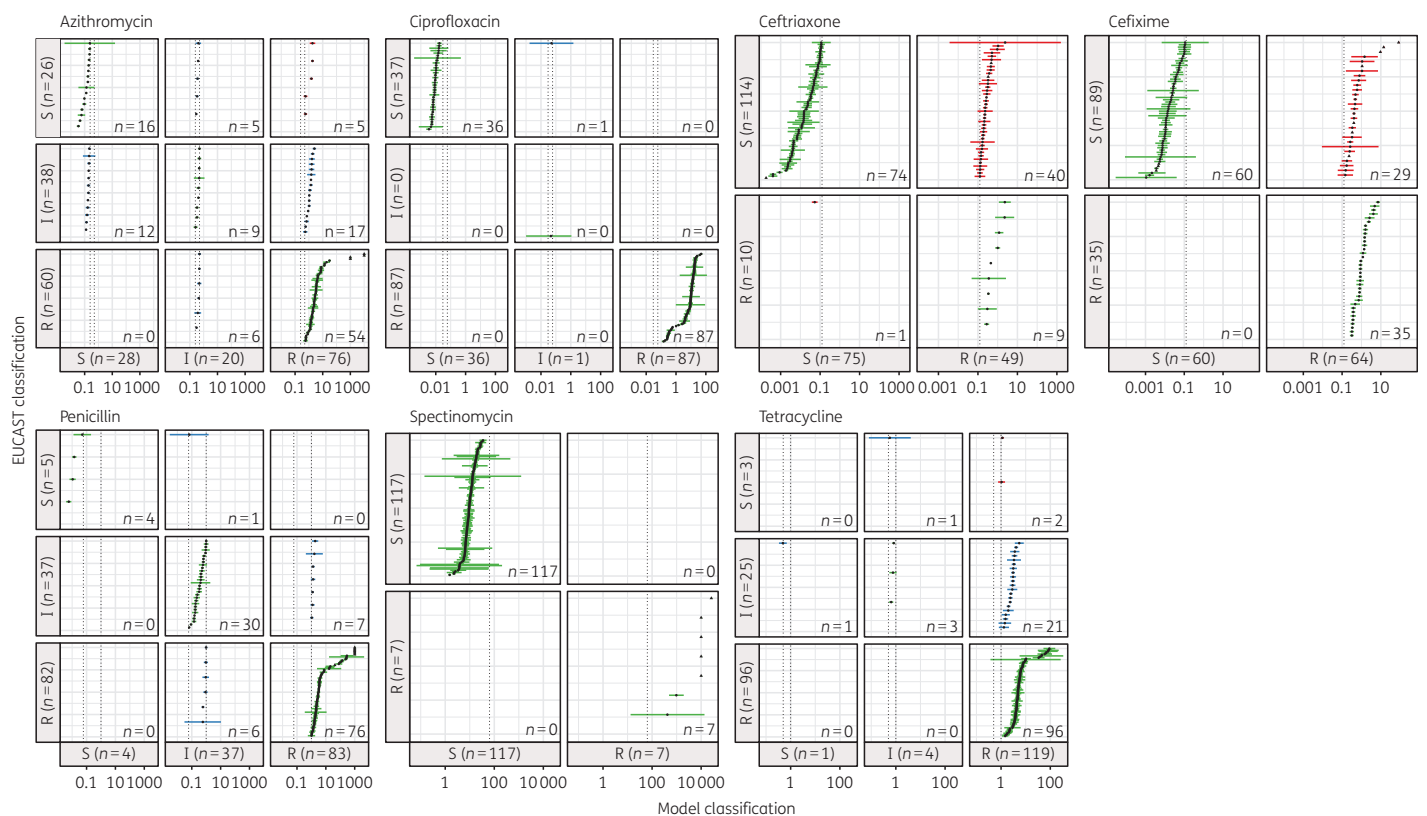 Azithromycin
S (n=26)
n=16
n=5
n=5
I (n=38)
n=12
n=9
n=17
R (n=60)
n=0
n=6
n=54
S (n=28)
I (n=20)
R (n=76)
0.1 10 1000
0.1 10 1000
0.1 10 1000
Ciprofloxacin
S (n=37)
n=36
n=1
n=0
I (n=0)
n=0
n=0
n=0
R (n=87)
n=0
n=0
n=87
S (n=36)
I (n=1)
R (n=87)
0.01 1 100
0.01 1 100
0.01 1 100
Ceftriaxone
S (n=114)
n=74
n=40
R (n=10)
n=1
n=9
S (n=75)
R (n=49)
0.001 0.1 10 1000
0.001 0.1 10 1000
Cefixime
S (n=89)
n=60
n=29
R (n=35)
n=0
n=35
S (n=60)
R (n=64)
0.001 0.1 10
0.001 0.1 10
EUCAST classification
Penicillin
S (n=5)
n=4
n=1
n=0
I (n=37)
n=0
n=30
n=7
R (n=82)
n=0
n=6
n=76
S (n=4)
I (n=37)
R (n=83)
0.1 10 1000
0.1 10 1000
0.1 10 1000
Spectinomycin
S (n=117)
n=117
n=0
R (n=7)
n=0
n=7
S (n=117)
R (n=7)
1 100 10 000
1 100 10 000
Tetracycline
S (n=3)
n=0
n=1
n=2
I (n=25)
n=1
n=3
n=21
R (n=96)
n=0
n=0
n=96
S (n=1)
I (n=4)
R (n=119)
1 100
1 100
1 100
Model classification